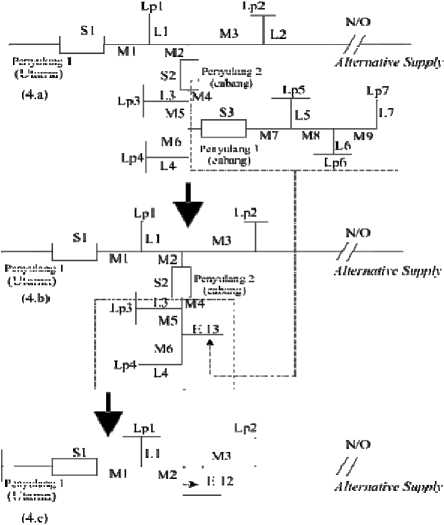 Lp1 Lp2
S1 L1 M3 L2 N/O
M1 M2
Penyulang 1 Alternative Supply
(Utama)
S2 Penyulang 2
(cabang)
(4.a) Lp3 L3 M4 Lp5 Lp7
M5 S3 L5 L7
M7 M8 M9
M6 Penyulang 3 L6
Lp4 (cabang) Lp6
L4
Lp1 Lp2
S1 L1 M3 N/O
M1 M2
Penyulang 1 Alternative Supply
(Utama) S2 Penyulang 2
(cabang)
(4.b) Lp3 L3 M4
M5 E 13
M6
Lp4
L4
Lp1 Lp2
S1 L1 M3 N/O
M1 M2
Penyulang 1 E 12 Alternative Supply
(Utama)
(4.c)